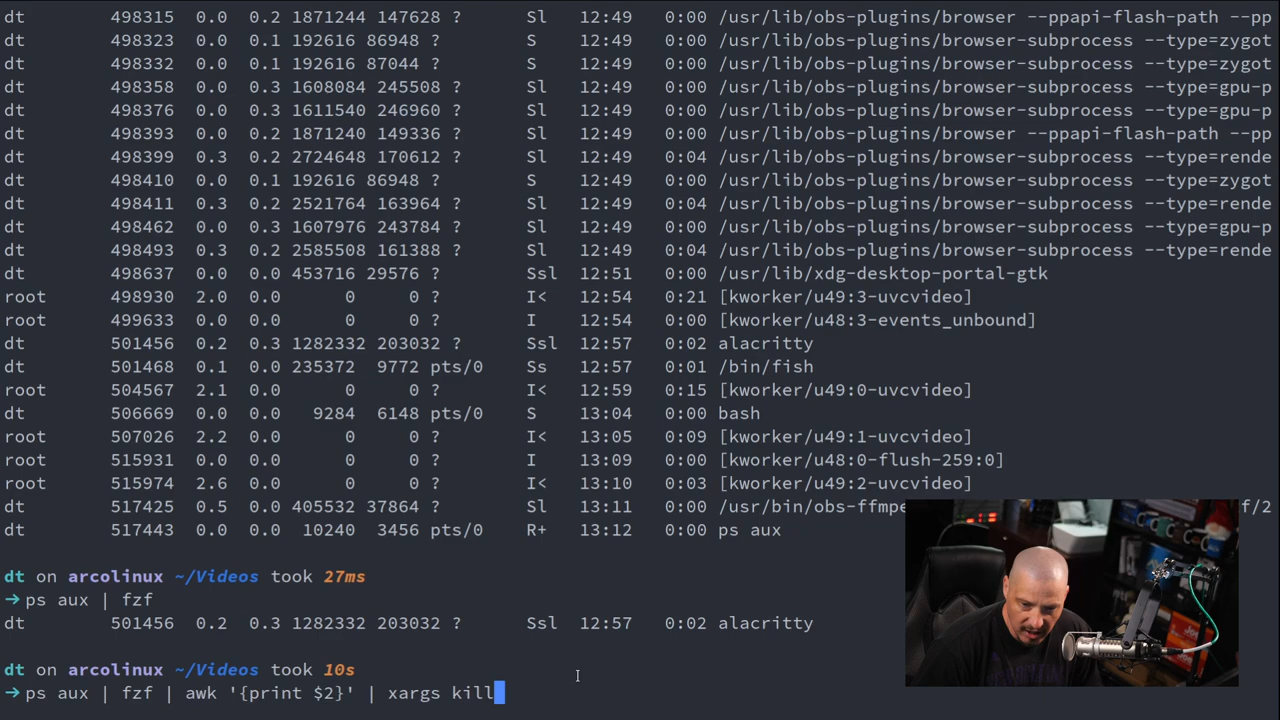 dt 498315 0.0 0.2 1871244 147628 ? Sl 12:49 0:00 /usr/lib/obs-plugins/browser --ppapi-flash-path --pp
dt 498323 0.0 0.1 192616 86948 ? S 12:49 0:00 /usr/lib/obs-plugins/browser-subprocess --type=zygot
dt 498332 0.0 0.1 192616 87044 ? S 12:49 0:00 /usr/lib/obs-plugins/browser-subprocess --type=zygot
dt 498358 0.0 0.3 1608084 245508 ? Sl 12:49 0:00 /usr/lib/obs-plugins/browser-subprocess --type=gpu-p
dt 498376 0.0 0.3 1611540 246960 ? Sl 12:49 0:00 /usr/lib/obs-plugins/browser-subprocess --type=gpu-p
dt 498393 0.0 0.2 1871240 149336 ? Sl 12:49 0:00 /usr/lib/obs-plugins/browser --ppapi-flash-path --pp
dt 498399 0.3 0.2 2724648 170612 ? Sl 12:49 0:04 /usr/lib/obs-plugins/browser-subprocess --type=rende
dt 498410 0.0 0.1 192616 86948 ? S 12:49 0:00 /usr/lib/obs-plugins/browser-subprocess --type=zygot
dt 498411 0.3 0.2 2521764 163964 ? Sl 12:49 0:04 /usr/lib/obs-plugins/browser-subprocess --type=rende
dt 498462 0.0 0.3 1607976 243784 ? Sl 12:49 0:00 /usr/lib/obs-plugins/browser-subprocess --type=gpu-p
dt 498493 0.3 0.2 2585508 161388 ? Sl 12:49 0:04 /usr/lib/obs-plugins/browser-subprocess --type=rende
dt 498637 0.0 0.0 453716 29576 ? Ssl 12:51 0:00 /usr/lib/xdg-desktop-portal-gtk
root 498930 2.0 0.0 0 0 ? I< 12:54 0:21 [kworker/u49:3-uvcvideo]
root 499633 0.0 0.0 0 0 ? I 12:54 0:00 [kworker/u48:3-events_unbound]
dt 501456 0.2 0.3 1282332 203032 ? Ssl 12:57 0:02 alacritty
dt 501468 0.1 0.0 235372 9772 pts/0 Ss 12:57 0:01 /bin/fish
root 504567 2.1 0.0 0 0 ? I< 12:59 0:15 [kworker/u49:0-uvcvideo]
dt 506669 0.0 0.0 9284 6148 pts/0 S 13:04 0:00 bash
root 507026 2.2 0.0 0 0 ? I< 13:05 0:09 [kworker/u49:1-uvcvideo]
root 515931 0.0 0.0 0 0 ? I 13:09 0:00 [kworker/u48:0-flush-259:0]
root 515974 2.6 0.0 0 0 ? I< 13:10 0:03 [kworker/u49:2-uvcvideo]
dt 517425 0.5 0.0 405532 37864 ? Sl 13:11 0:00 /usr/bin/obs-ffmpe f/2
dt 517443 0.0 0.0 10240 3456 pts/0 R+ 13:12 0:00 ps aux
dt on arcolinux ~/Videos took 27ms
➔ps aux | fzf
dt 501456 0.2 0.3 1282332 203032 ? Ssl 12:57 0:02 alacritty
dt on arcolinux ~/Videos took 10s
➔ps aux | fzf | awk '{print $2}' | xargs kill